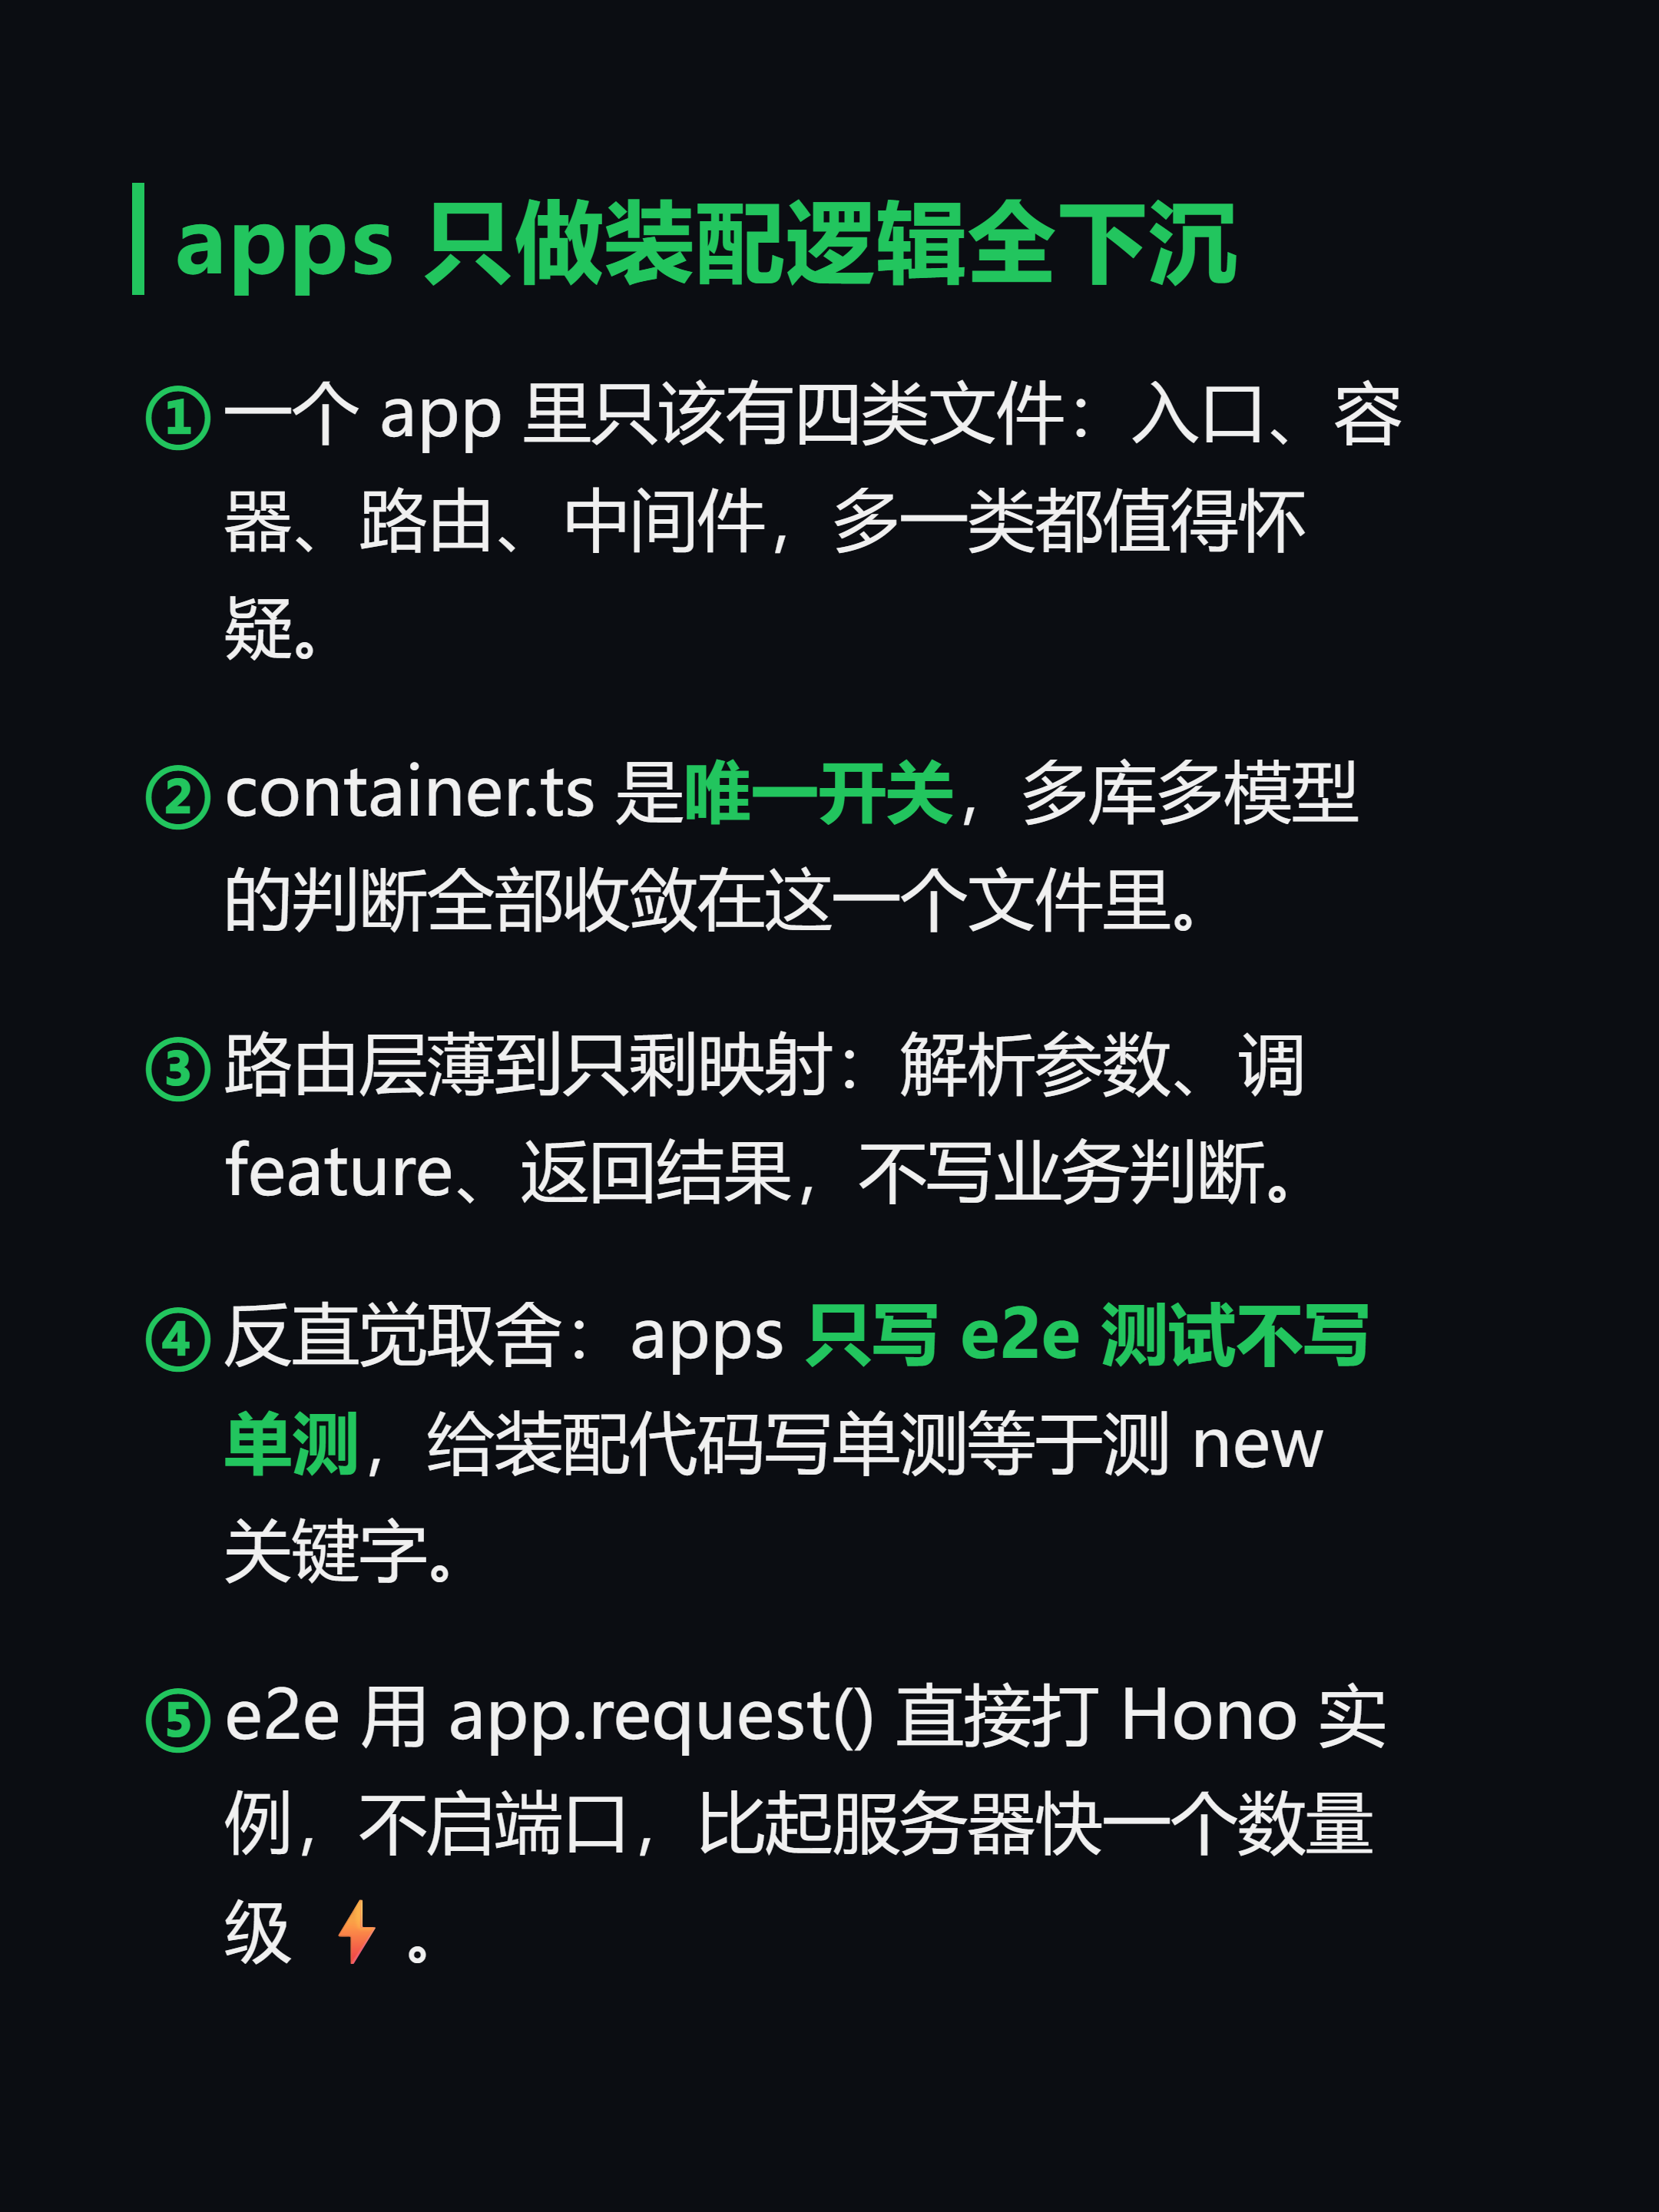 apps 只做装配逻辑全下沉
① 一个 app 里只该有四类文件：入口、容
器、路由、中间件，多一类都值得怀
疑。
② container.ts 是唯一开关，多库多模型
的判断全部收敛在这一个文件里。
③ 路由层薄到只剩映射：解析参数、调
feature、返回结果，不写业务判断。
④ 反直觉取舍：apps 只写 e2e 测试不写
单测，给装配代码写单测等于测 new
关键字。
⑤ e2e 用 app.request() 直接打 Hono 实
例，不启端口，比起服务器快一个数量
级 ⚡。